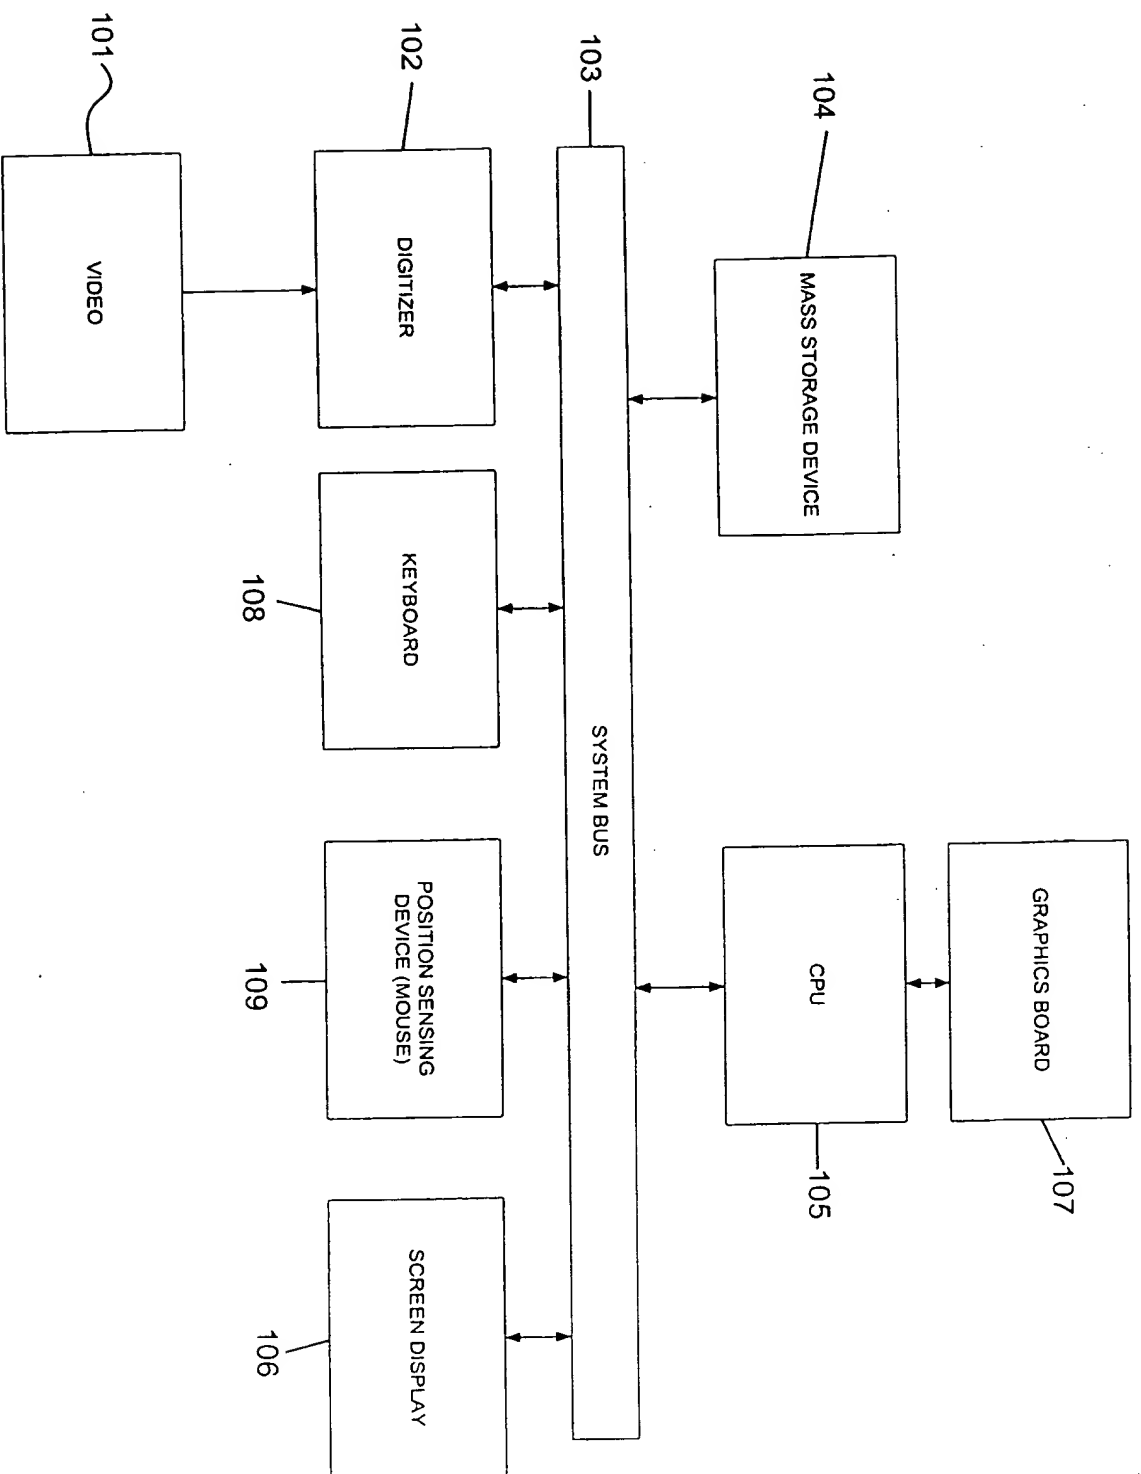 GRAPHICS BOARD
107
104
MASS STORAGE DEVICE
CPU
105
103
SYSTEM BUS
102
DIGITIZER
KEYBOARD
108
POSITION SENSING
DEVICE (MOUSE)
109
SCREEN DISPLAY
106
101
VIDEO